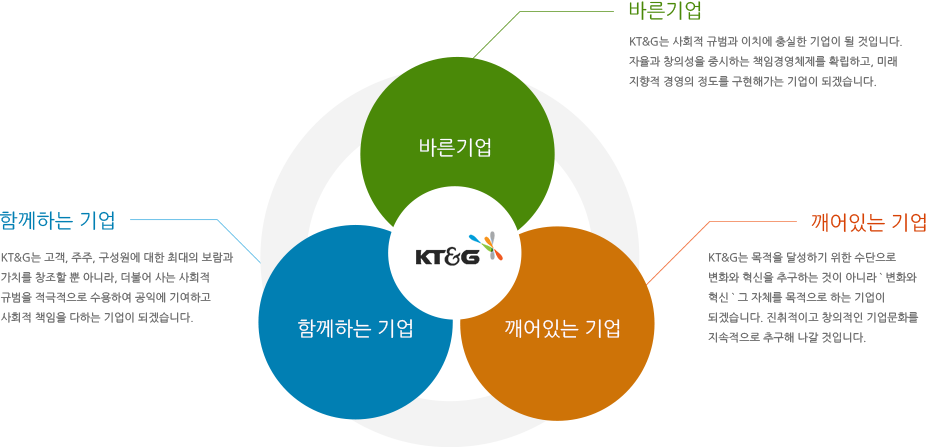 바른기업
KT&G는 사회적 규범과 이치에 충실한 기업이 될 것입니다.
자율과 창의성을 중시하는 책임경영체제를 확립하고, 미래
지향적 경영의 정도를 구현해가는 기업이 되겠습니다.
바른기업
함께하는 기업
KT&G는 고객, 주주, 구성원에 대한 최대의 보람과
가치를 창조할 뿐 아니라, 더불어 사는 사회적
규범을 적극적으로 수용하여 공익에 기여하고
사회적 책임을 다하는 기업이 되겠습니다.
KT&G
깨어있는 기업
KT&G는 목적을 달성하기 위한 수단으로
변화와 혁신을 추구하는 것이 아니라 ` 변화와
혁신 ` 그 자체를 목적으로 하는 기업이
되겠습니다. 진취적이고 창의적인 기업문화를
지속적으로 추구해 나갈 것입니다.
함께하는 기업
깨어있는 기업